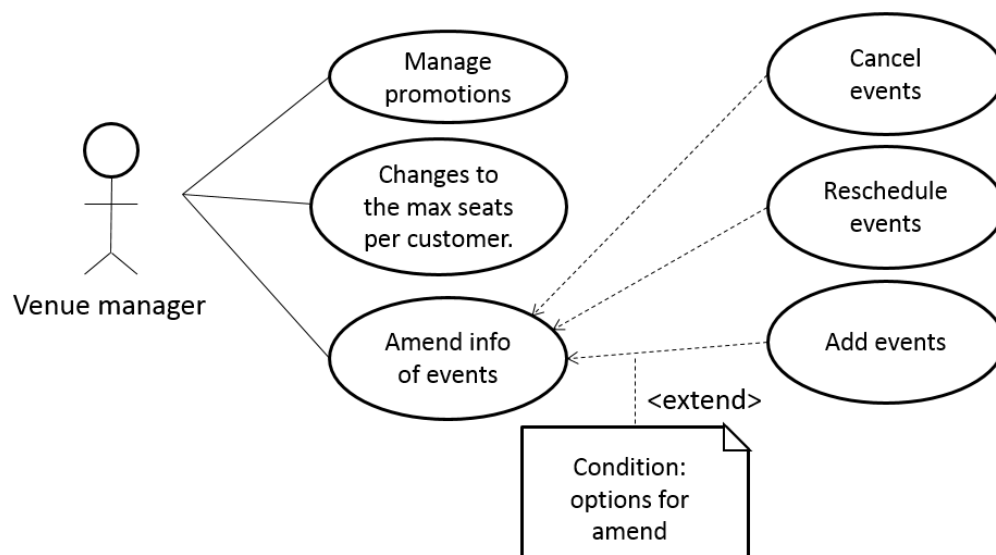 Manage
promotions
Cancel
events
Changes to
the max seats
per customer.
Reschedule
events
Venue manager
Amend info
of events
Add events
<extend>
Condition:
options for
amend